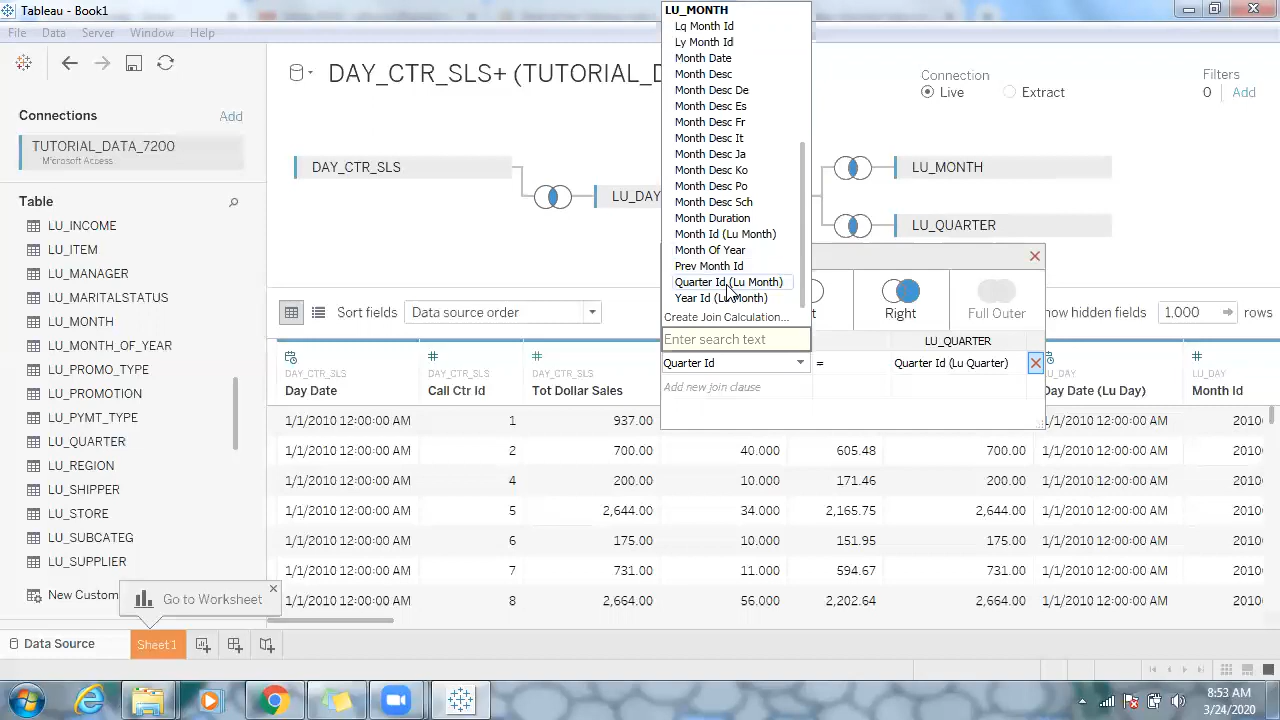 Tableau - Book1
File Data Server Window Help
DAY_CTR_SLS+ (TUTORIAL_D
Connection
Live
Extract
Filters
0 Add
Connections
Add
TUTORIAL_DATA_7200
Microsoft Access
Table
LU_INCOME
LU_ITEM
LU_MANAGER
LU_MARITALSTATUS
LU_MONTH
LU_MONTH_OF_YEAR
LU_PROMO_TYPE
LU_PROMOTION
LU_PYMT_TYPE
LU_QUARTER
LU_REGION
LU_SHIPPER
LU_STORE
LU_SUBCATEG
LU_SUPPLIER
New Custom
Go to Worksheet
DAY_CTR_SLS
LU_DAY
LU_MONTH
LU_QUARTER
LU_MONTH
Lq Month Id
Ly Month Id
Month Date
Month Desc
Month Desc De
Month Desc Es
Month Desc Fr
Month Desc It
Month Desc Ja
Month Desc Ko
Month Desc Po
Month Desc Sch
Month Duration
Month Id (Lu Month)
Month Of Year
Prev Month Id
Quarter Id (Lu Month)
Year Id (Lu Month)
Create Join Calculation...
Enter search text
Right
Full Outer
LU_QUARTER
Quarter Id = Quarter Id (Lu Quarter)
Add new join clause
Sort fields Data source order
how hidden fields 1,000 rows
DAY_CTR_SLS DAY_CTR_SLS DAY_CTR_SLS LU_DAY LU_DAY
Day Date Call Ctr Id Tot Dollar Sales Day Date (Lu Day) Month Id
1/1/2010 12:00:00 AM 1 937.00 1/1/2010 12:00:00 AM 2010
1/1/2010 12:00:00 AM 2 700.00 40.000 605.48 700.00 1/1/2010 12:00:00 AM 2010
1/1/2010 12:00:00 AM 4 200.00 10.000 171.46 200.00 1/1/2010 12:00:00 AM 2010
1/1/2010 12:00:00 AM 5 2,644.00 34.000 2,165.75 2,644.00 1/1/2010 12:00:00 AM 2010
1/1/2010 12:00:00 AM 6 175.00 10.000 151.95 175.00 1/1/2010 12:00:00 AM 2010
1/1/2010 12:00:00 AM 7 731.00 11.000 594.67 731.00 1/1/2010 12:00:00 AM 2010
1/1/2010 12:00:00 AM 8 2,664.00 56.000 2,202.64 2,664.00 1/1/2010 12:00:00 AM 2010
Data Source
Sheet1
8:53 AM
3/24/2020